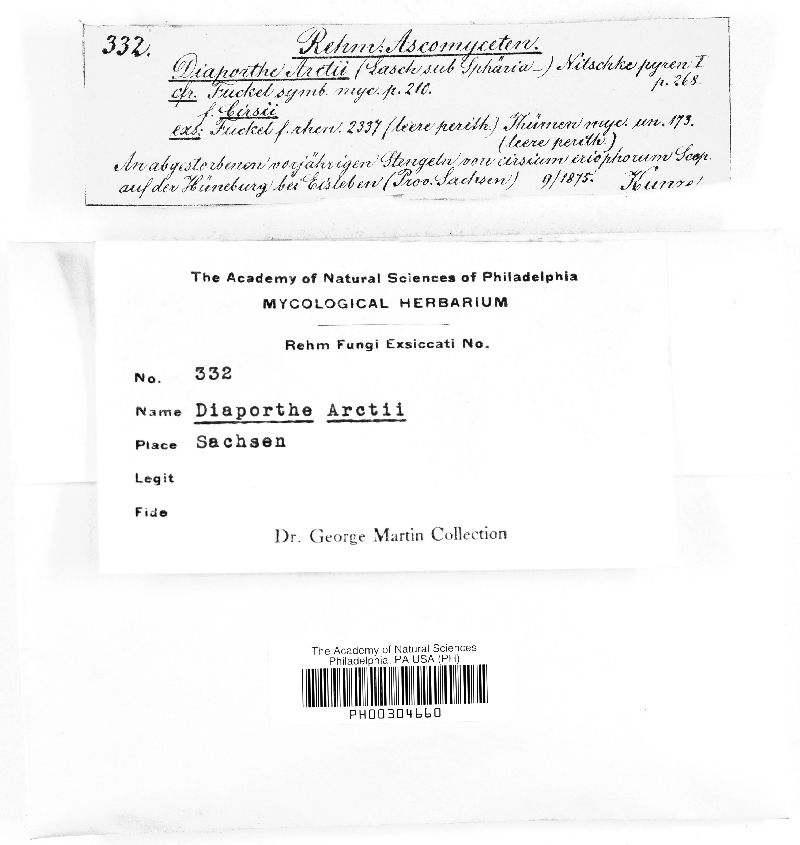 332.
Rehm: Ascomyceten.
Diaporthe Arctii (Lasch sub Sphäria _) Nitschke pyren. I
p. 268.
cfr. Fuckel symb. myc. p. 210.
f. Cirsii
exs: Fuckel f. rhen. 2337 (leere perith.) Thümen myc. un. 173.
(leere perith.)
An abgestorbenen vorjährigen Stengeln von cirsium eriophorum Scop.
auf der Hüneburg bei Eisleben (Prov. Sachsen) 9/1875. Kunze
The Academy of Natural Sciences of Philadelphia
MYCOLOGICAL HERBARIUM
Rehm Fungi Exsiccati No.
No. 332
Name Diaporthe Arctii
Place Sachsen
Legit
Fide
Dr. George Martin Collection
The Academy of Natural Sciences
Philadelphia, PA USA (PH)
PH00304660